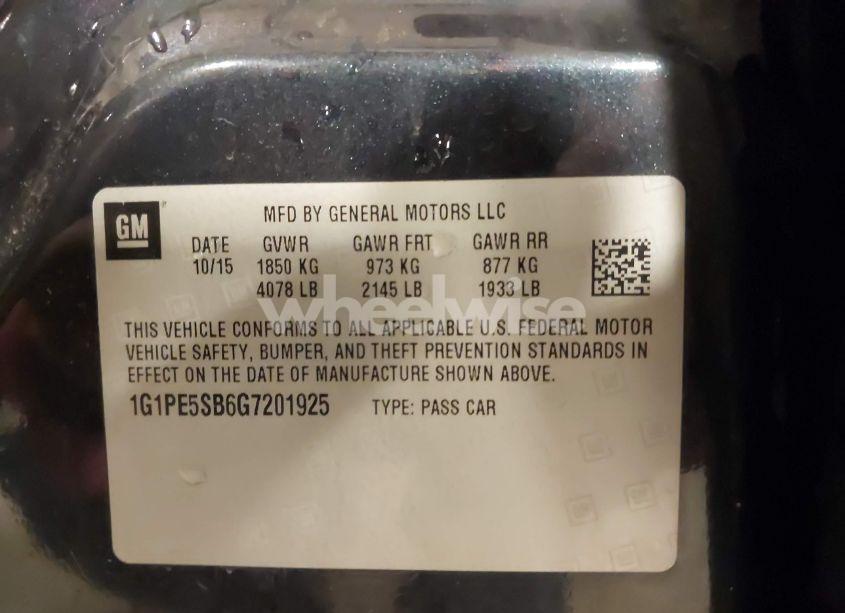 GM
MFD BY GENERAL MOTORS LLC
DATE GVWR GAWR FRT GAWR RR
10/15 1850 KG 973 KG 877 KG
4078 LB 2145 LB 1933 LB
wheelwise
THIS VEHICLE CONFORMS TO ALL APPLICABLE U.S. FEDERAL MOTOR
VEHICLE SAFETY, BUMPER, AND THEFT PREVENTION STANDARDS IN
EFFECT ON THE DATE OF MANUFACTURE SHOWN ABOVE.
1G1PE5SB6G7201925 TYPE: PASS CAR